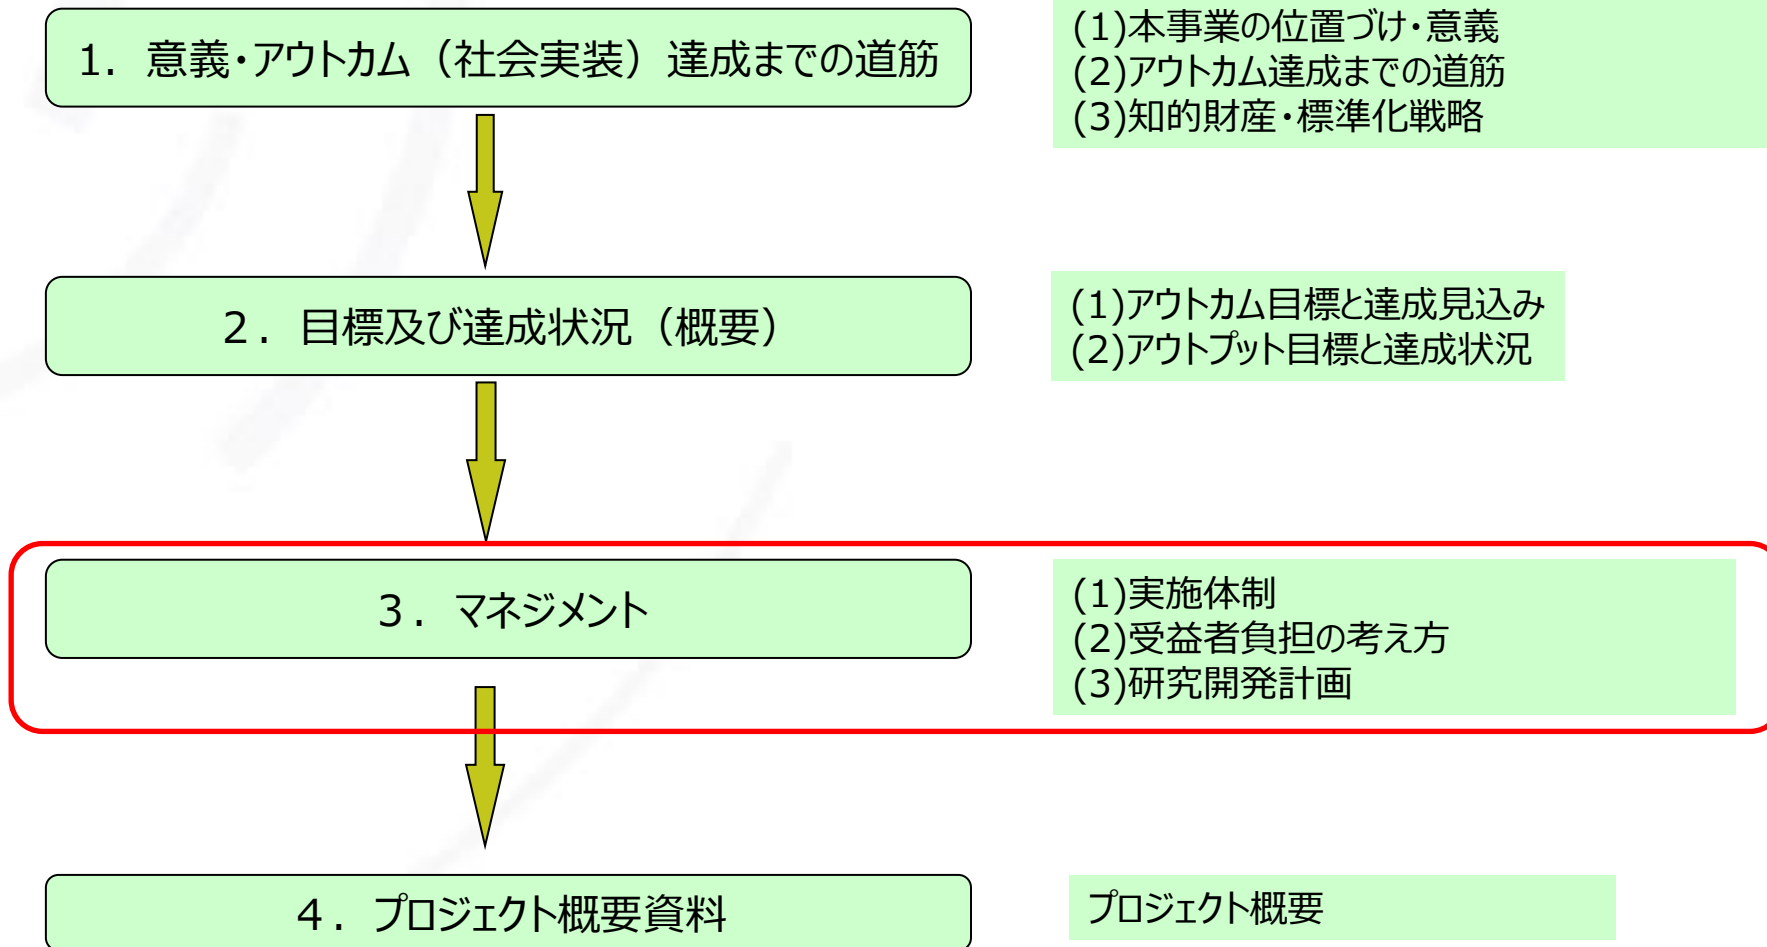 1. 意義・アウトカム（社会実装）達成までの道筋
(1)本事業の位置づけ・意義
(2)アウトカム達成までの道筋
(3)知的財産・標準化戦略
２．目標及び達成状況（概要）
(1)アウトカム目標と達成見込み
(2)アウトプット目標と達成状況
３．マネジメント
(1)実施体制
(2)受益者負担の考え方
(3)研究開発計画
４．プロジェクト概要資料
プロジェクト概要